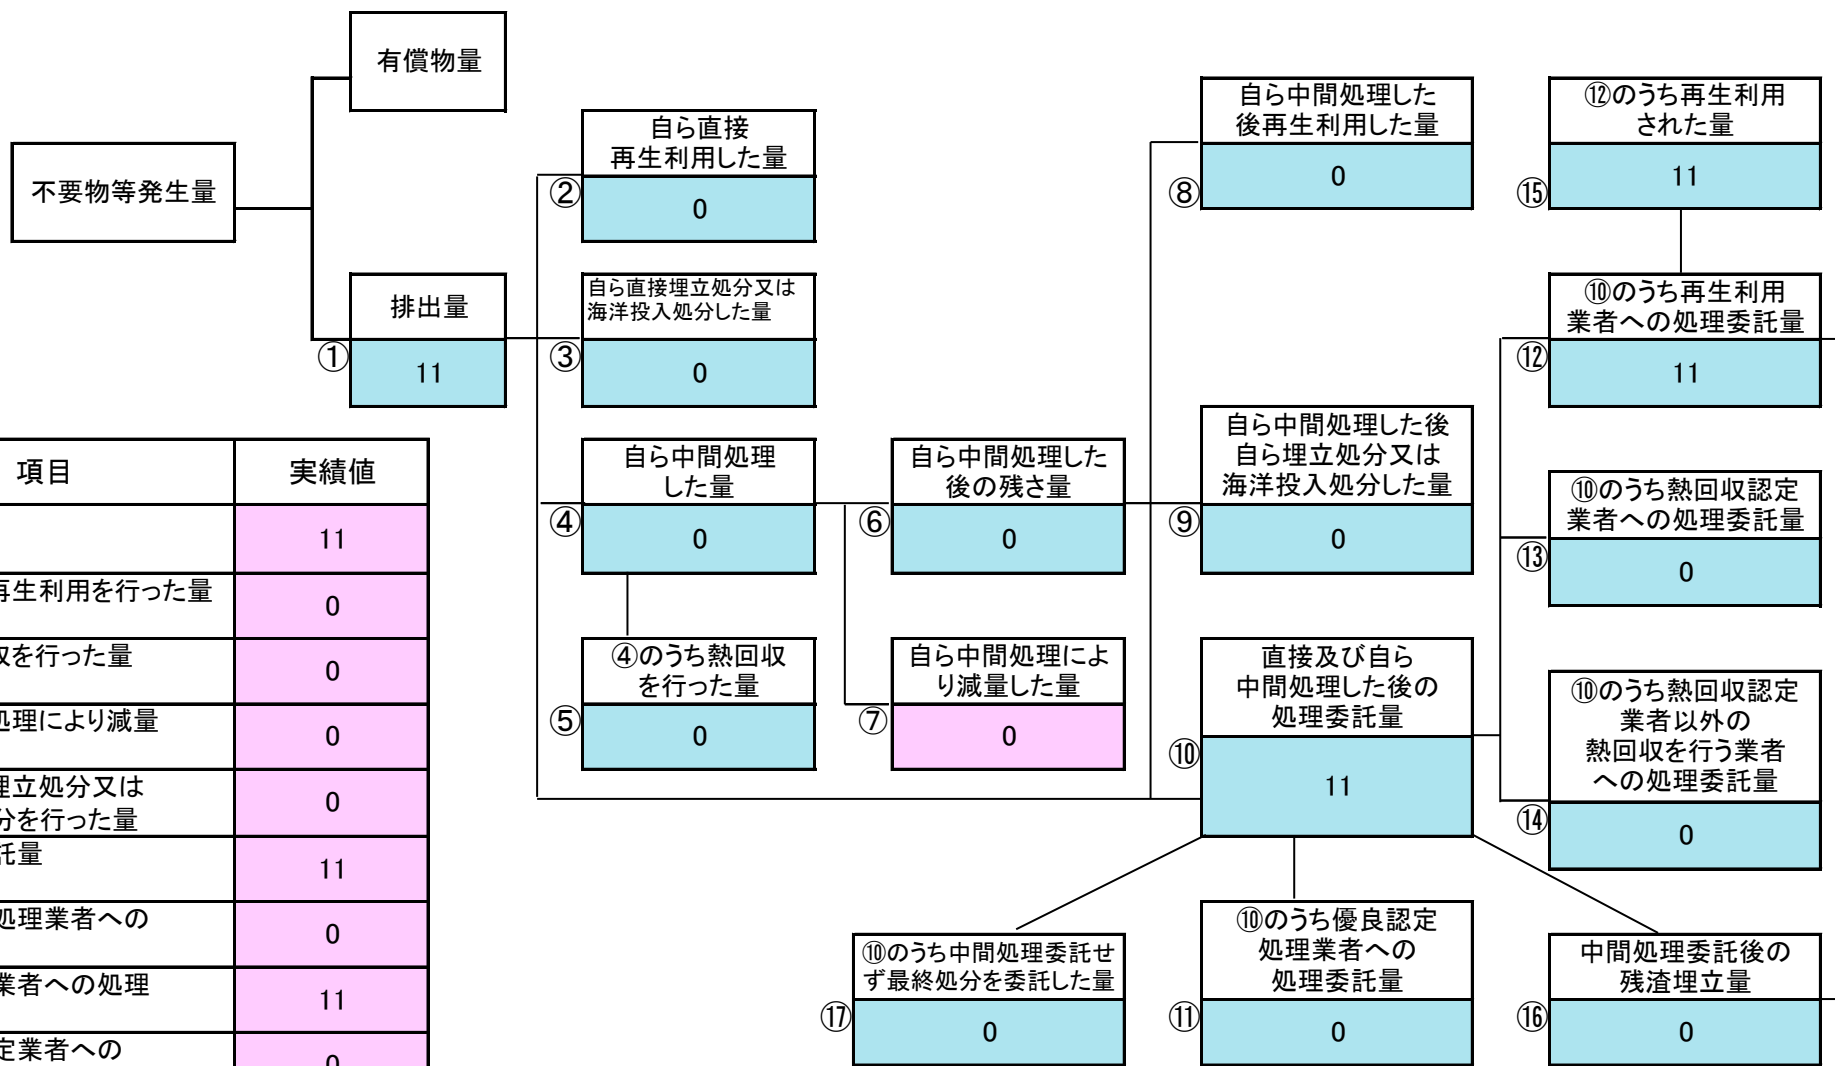 有償物量
不要物等発生量
排出量
①
11
自ら直接
再生利用した量
②
0
自ら直接埋立処分又は
海洋投入処分した量
③
0
自ら中間処理
した量
④
0
④のうち熱回収
を行った量
⑤
0
自ら中間処理した
後の残さ量
⑥
0
自ら中間処理によ
り減量した量
⑦
0
自ら中間処理した
後再生利用した量
⑧
0
自ら中間処理した後
自ら埋立処分又は
海洋投入処分した量
⑨
0
直接及び自ら
中間処理した後の
処理委託量
⑩
11
⑫のうち再生利用
された量
⑮
11
⑩のうち再生利用
業者への処理委託量
⑫
11
⑩のうち熱回収認定
業者への処理委託量
⑬
0
⑩のうち熱回収認定
業者以外の
熱回収を行う業者
への処理委託量
⑭
0
⑩のうち中間処理委託せ
ず最終処分を委託した量
⑰
0
⑩のうち優良認定
処理業者への
処理委託量
⑪
0
中間処理委託後の
残渣埋立量
⑯
0
項目
実績値
11
再生利用を行った量
0
を行った量
0
処理により減量
0
埋立処分又は
分を行った量
0
託量
11
処理業者への
0
業者への処理
11
定業者への
0